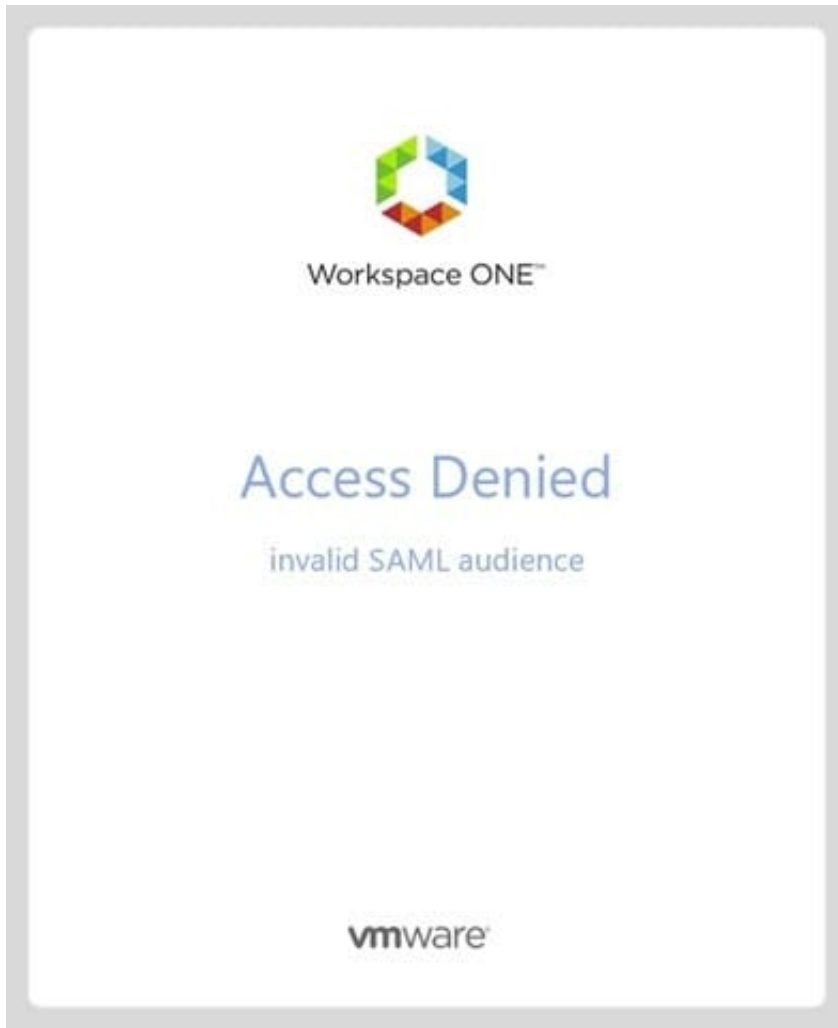 Workspace ONE™
Access Denied
invalid SAML audience
vmware®